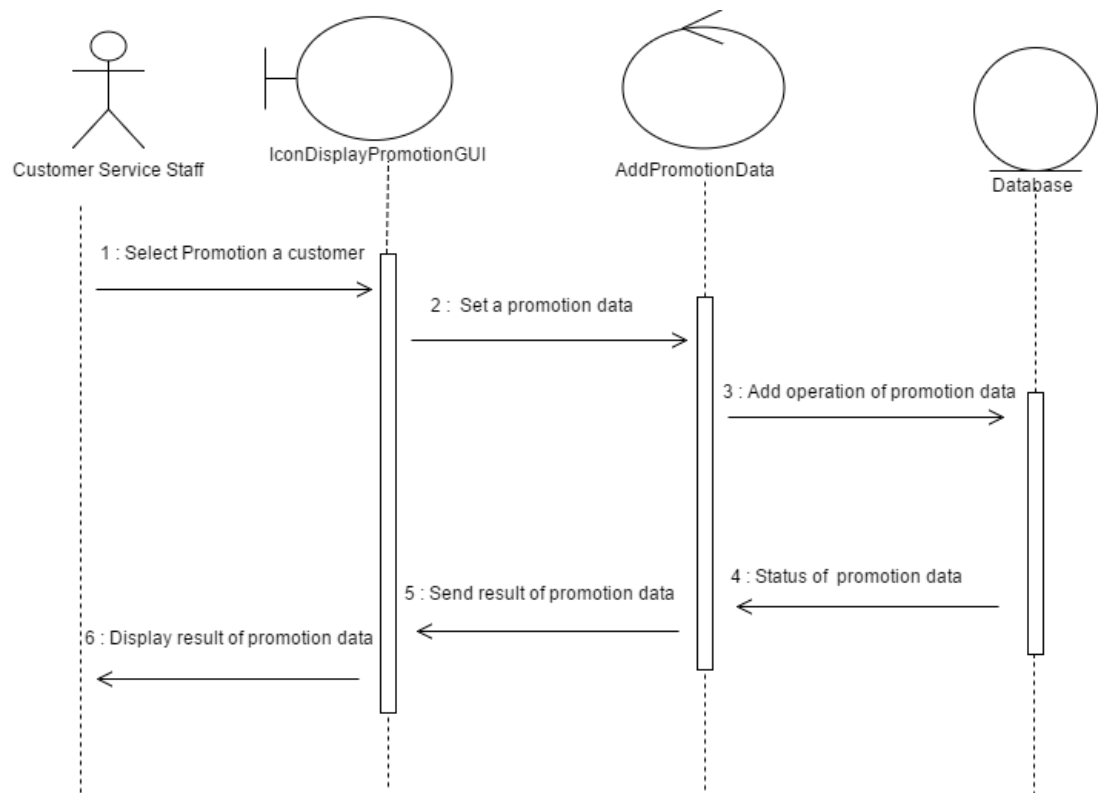 IconDisplayPromotionGUI
Customer Service Staff
AddPromotionData
Database
1 : Select Promotion a customer
2 : Set a promotion data
3 : Add operation of promotion data
4 : Status of promotion data
5 : Send result of promotion data
6 : Display result of promotion data